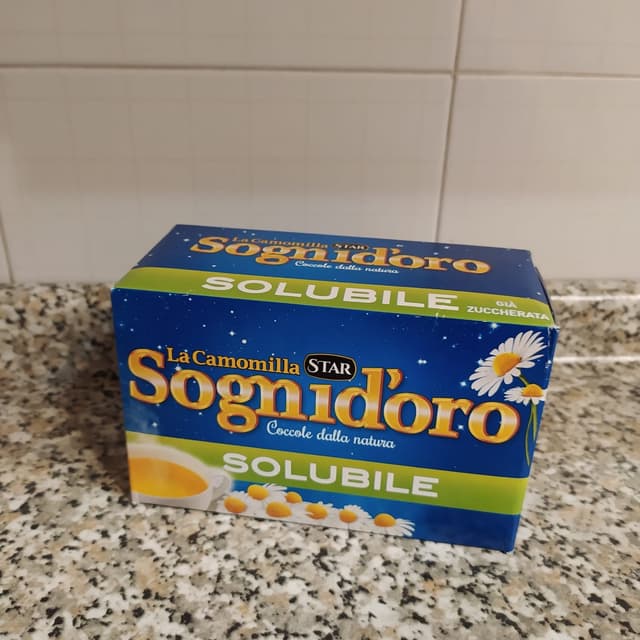 La Camomilla STAR
Sognid'oro
Coccole dalla natura
SOLUBILE
GIÀ
ZUCCHERATA
La Camomilla STAR
Sognid'oro
Coccole dalla natura
SOLUBILE